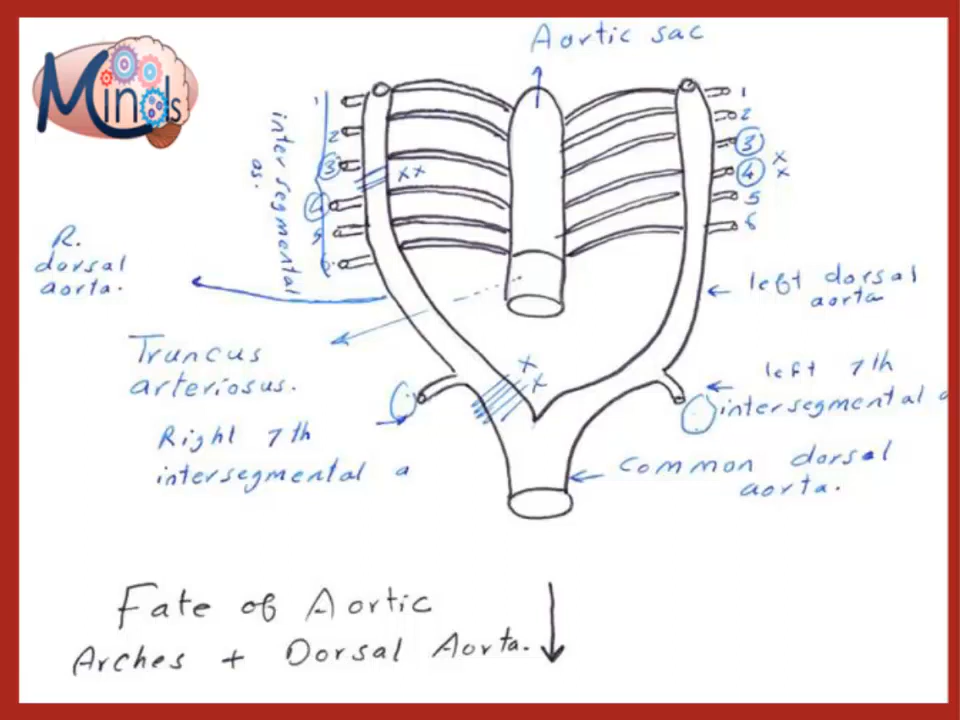 Minds
Aortic sac
1
2
3
4
5
6
x
x
1
2
3
4
5
6
inter segmental
as.
xx
R.
dorsal
aorta.
left dorsal
aorta
Truncus
arteriosus.
x
x
left 7th
intersegmental a
Right 7th
intersegmental a
common dorsal
aorta.
Fate of Aortic
Arches + Dorsal Aorta.